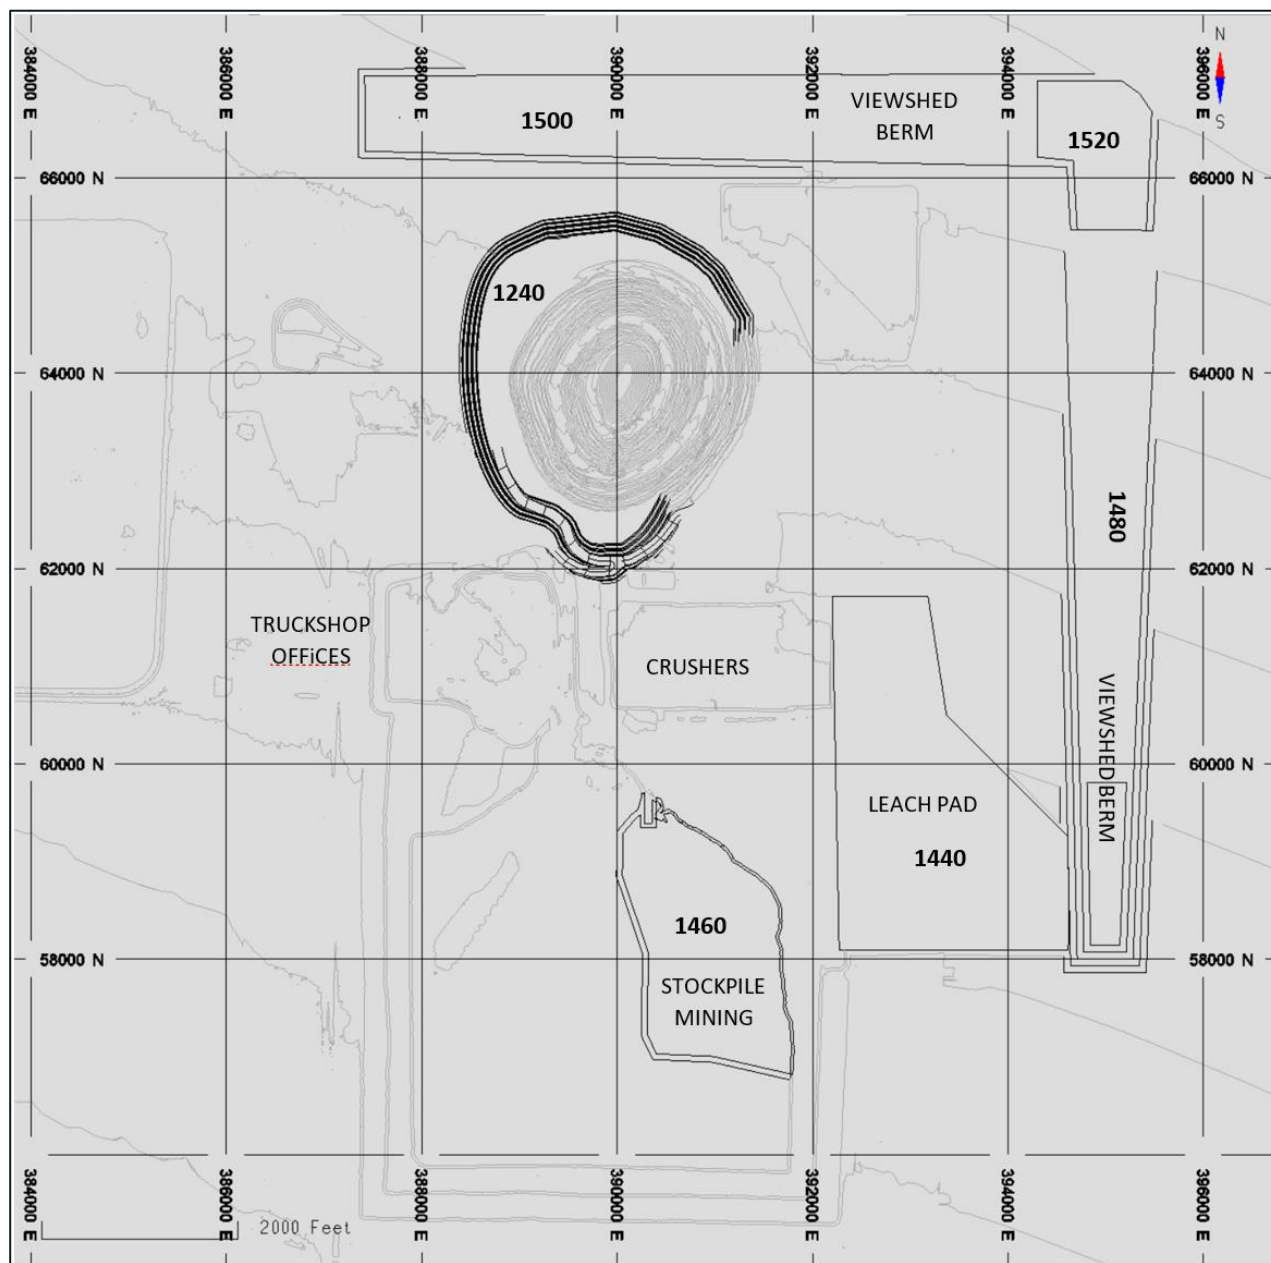 N
384000 E
386000 E
388000 E
390000 E
392000 E
394000 E
396000 E
S
1500
VIEWSHED
BERM
1520
66000 N
66000 N
1240
64000 N
64000 N
1480
62000 N
62000 N
TRUCKSHOP
OFFiCES
CRUSHERS
VIEWSHED BERM
60000 N
60000 N
LEACH PAD
1440
1460
58000 N
58000 N
STOCKPILE
MINING
384000 E
386000 E
388000 E
390000 E
392000 E
394000 E
396000 E
2000 Feet